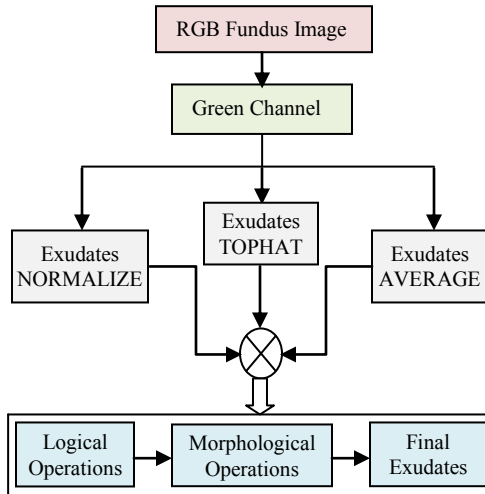 RGB Fundus Image
Green Channel
Exudates
NORMALIZE
Exudates
TOPHAT
Exudates
AVERAGE
Logical
Operations
Morphological
Operations
Final
Exudates